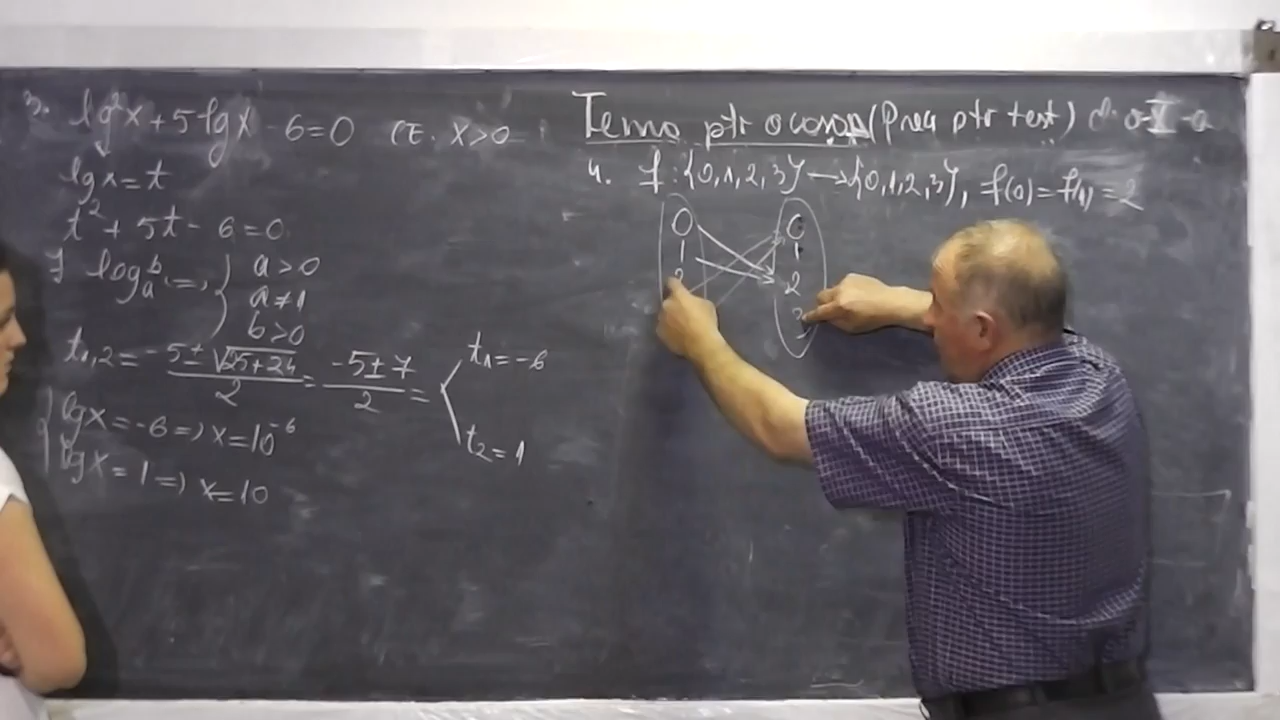 3. lg²x + 5 lg x - 6 = 0 CE: x > 0
lg x = t
t² + 5t - 6 = 0
∃ log_a b <=> { a > 0
a ≠ 1
b > 0
t₁,₂ = -5 ± √25+24 / 2 = -5 ± 7 / 2 =
t₁ = -6
t₂ = 1
lg x = -6 => x = 10⁻⁶
lg x = 1 => x = 10
Tema ptr acasa (Preg ptr test)
4. f: {0,1,2,3} → {0,1,2,3}, f(0) = f(1) = 2
0 0
1 1
2 2
3